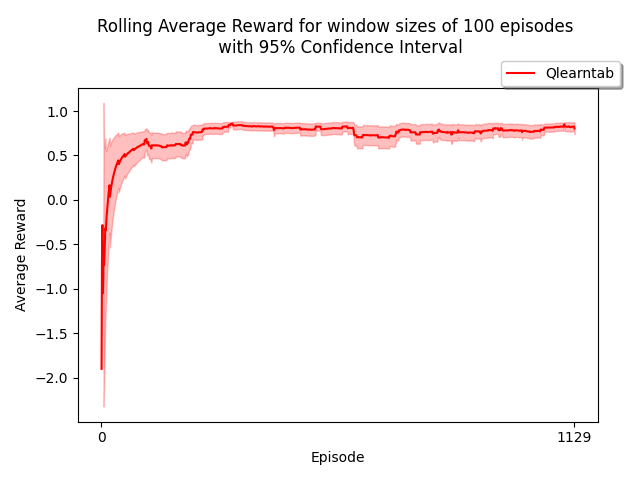 Rolling Average Reward for window sizes of 100 episodes
with 95% Confidence Interval
Qlearntab
1.0
0.5
0.0
−0.5
−1.0
−1.5
−2.0
Average Reward
0
1129
Episode